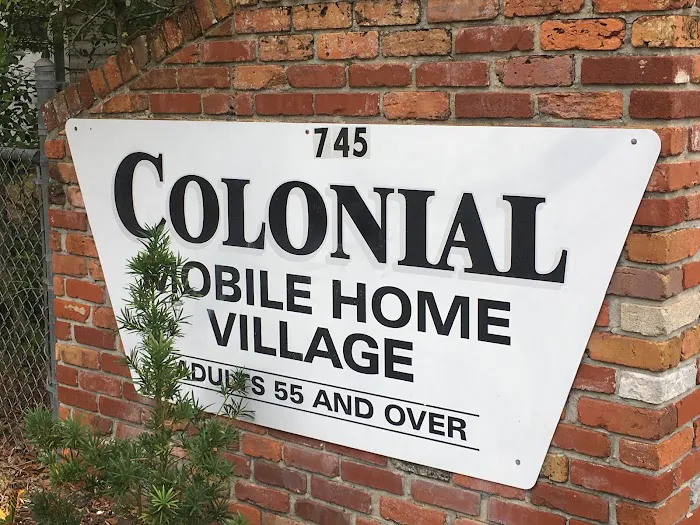 745
COLONIAL
MOBILE HOME
VILLAGE
ADULTS 55 AND OVER